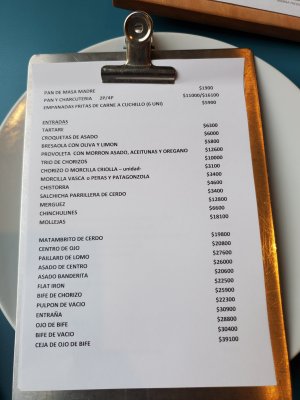 PAN DE MASA MADRE $1900
PAN Y CHARCUTERIA 2P/4P $11000/$16100
EMPANADAS FRITAS DE CARNE A CUCHILLO (6 UNI) $5900
ENTRADAS
TARTARI $6200
CROQUETAS DE ASADO $6000
BRESAOLA CON OLIVA Y LIMON $5800
PROVOLETA CON MORRON ASADO, ACEITUNAS Y OREGANO $12600
TRIO DE CHORIZOS $10000
CHORIZO O MORCILLA CRIOLLA – unidad: $3100
MORCILLA VASCA o PERAS Y PATAGONZOLA $3400
CHISTORRA $4600
SALCHICHA PARRILLERA DE CERDO $3400
MERGUEZ $12800
CHINCHULINES $6600
MOLLEJAS $18100
MATAMBRITO DE CERDO $19800
CENTRO DE OJO $20800
PAILLARD DE LOMO $27600
ASADO DE CENTRO $26000
ASADO BANDERITA $20600
FLAT IRON $22500
BIFE DE CHORIZO $25900
PULPON DE VACIO $22300
ENTRAÑA $30900
OJO DE BIFE $28800
BIFE DE VACIO $30400
CEJA DE OJO DE BIFE $39100